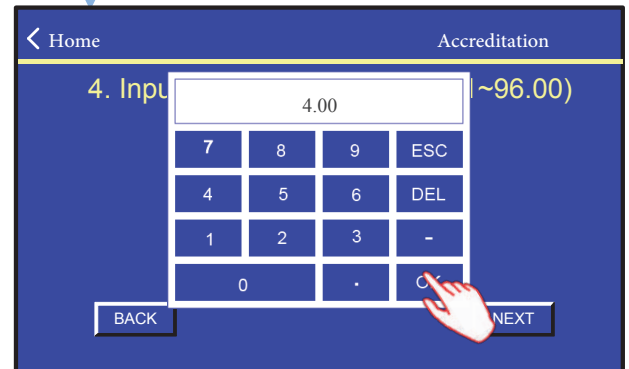 Home Accreditation
4. Inpu ~96.00)
4.00
7 8 9 ESC
4 5 6 DEL
1 2 3 -
0 .
BACK NEXT